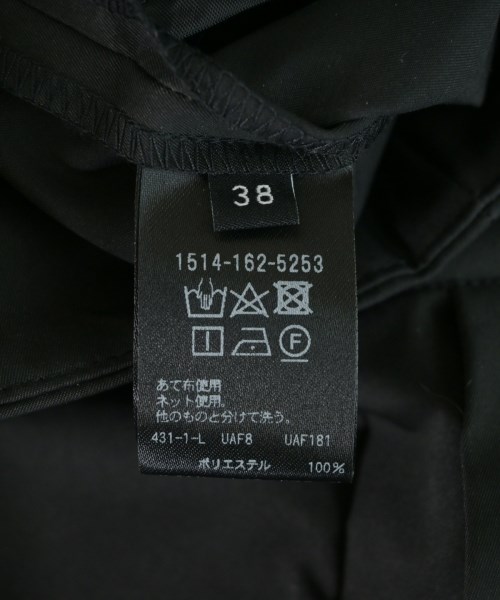 38
1514-162-5253
F
あて布使用
ネット使用。
他のものと分けて洗う。
431-1-L UAF8 UAF181
ポリエステル 100%